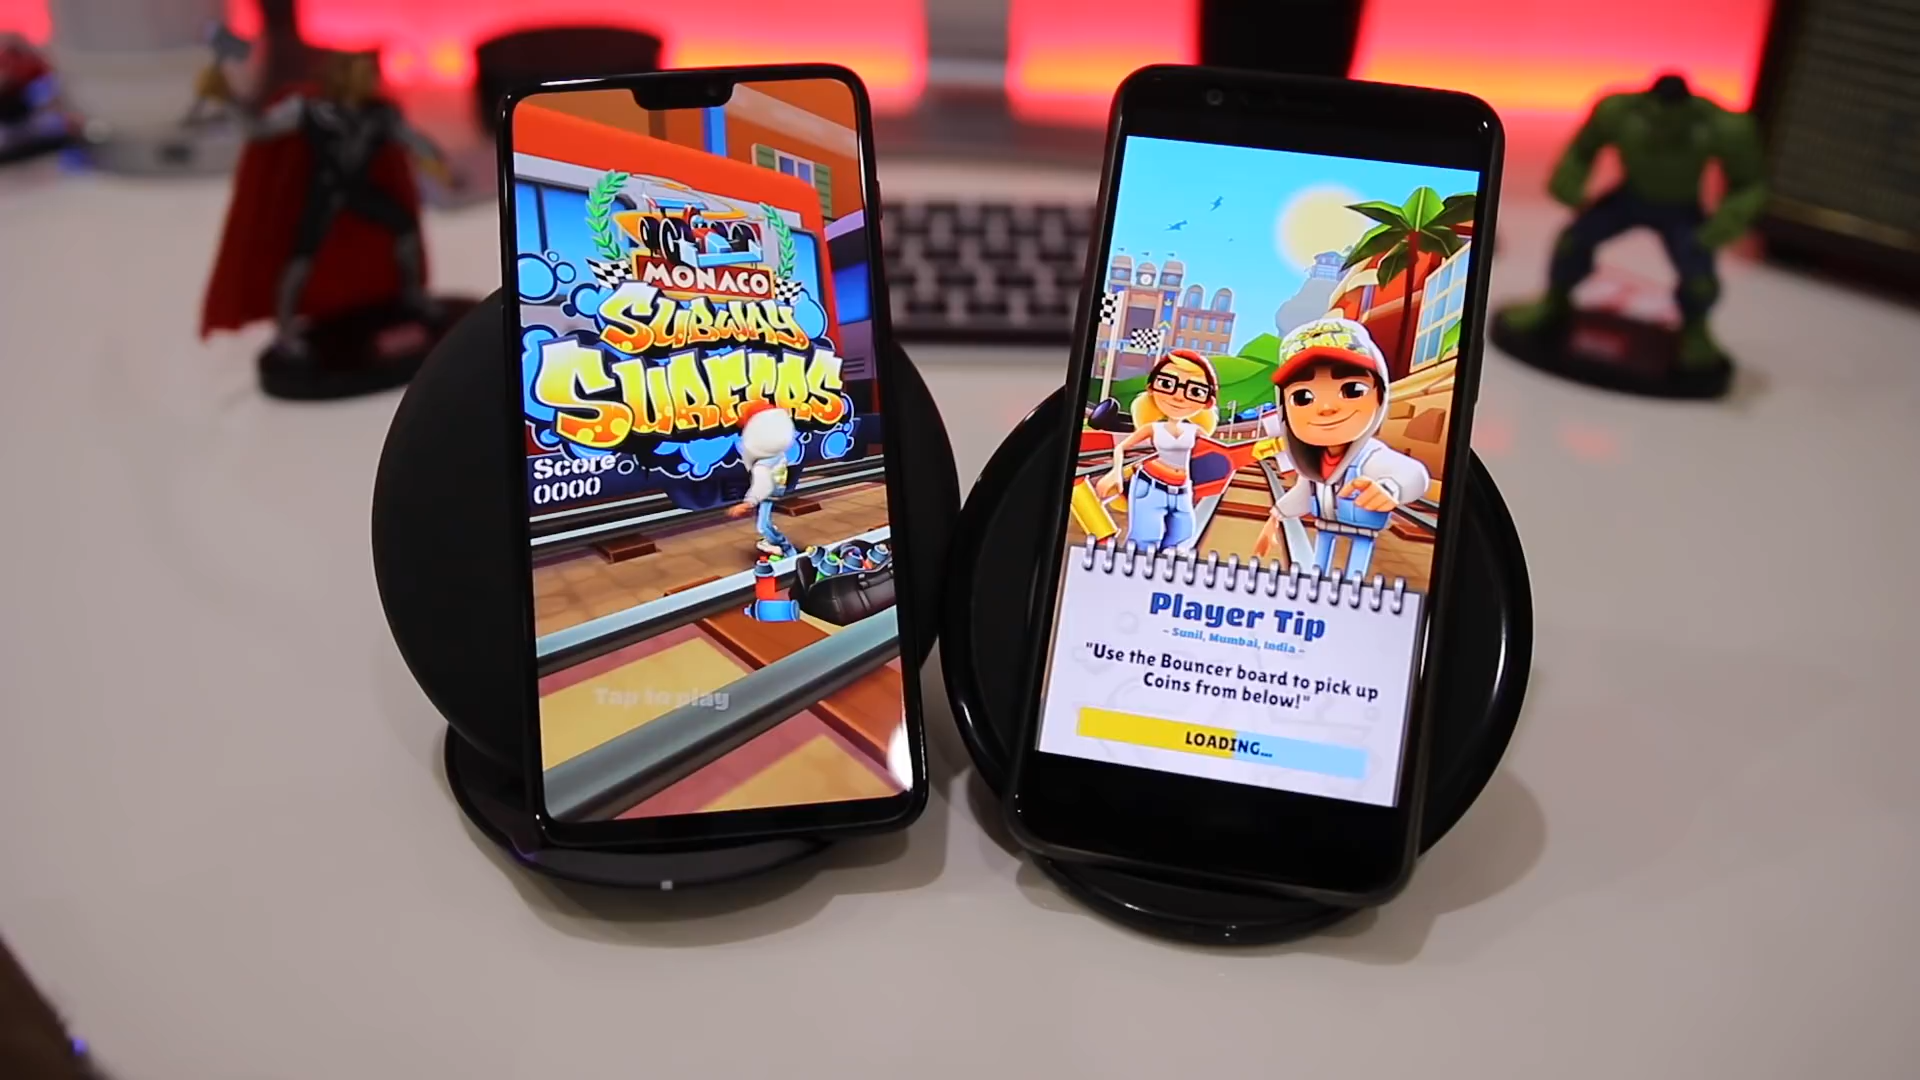 MONACO
SUBWAY
SURFERS
Score
0000
Tap to play
Player Tip
- Sunil, Mumbai, India -
"Use the Bouncer board to pick up
Coins from below!"
LOADING...